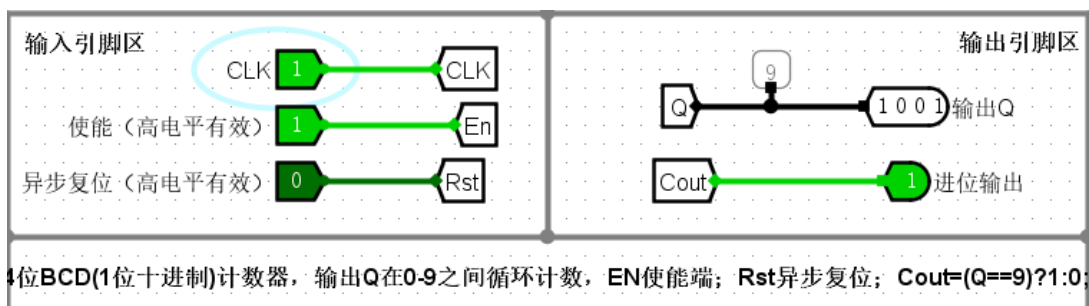 输入引脚区
CLK 1 CLK
使能（高电平有效） 1 En
异步复位（高电平有效） 0 Rst
输出引脚区
9
Q 1 0 0 1 输出Q
Cout 1 进位输出
4位BCD(1位十进制)计数器，输出Q在0-9之间循环计数，EN使能端；Rst异步复位；Cout=(Q==9)?1:0;